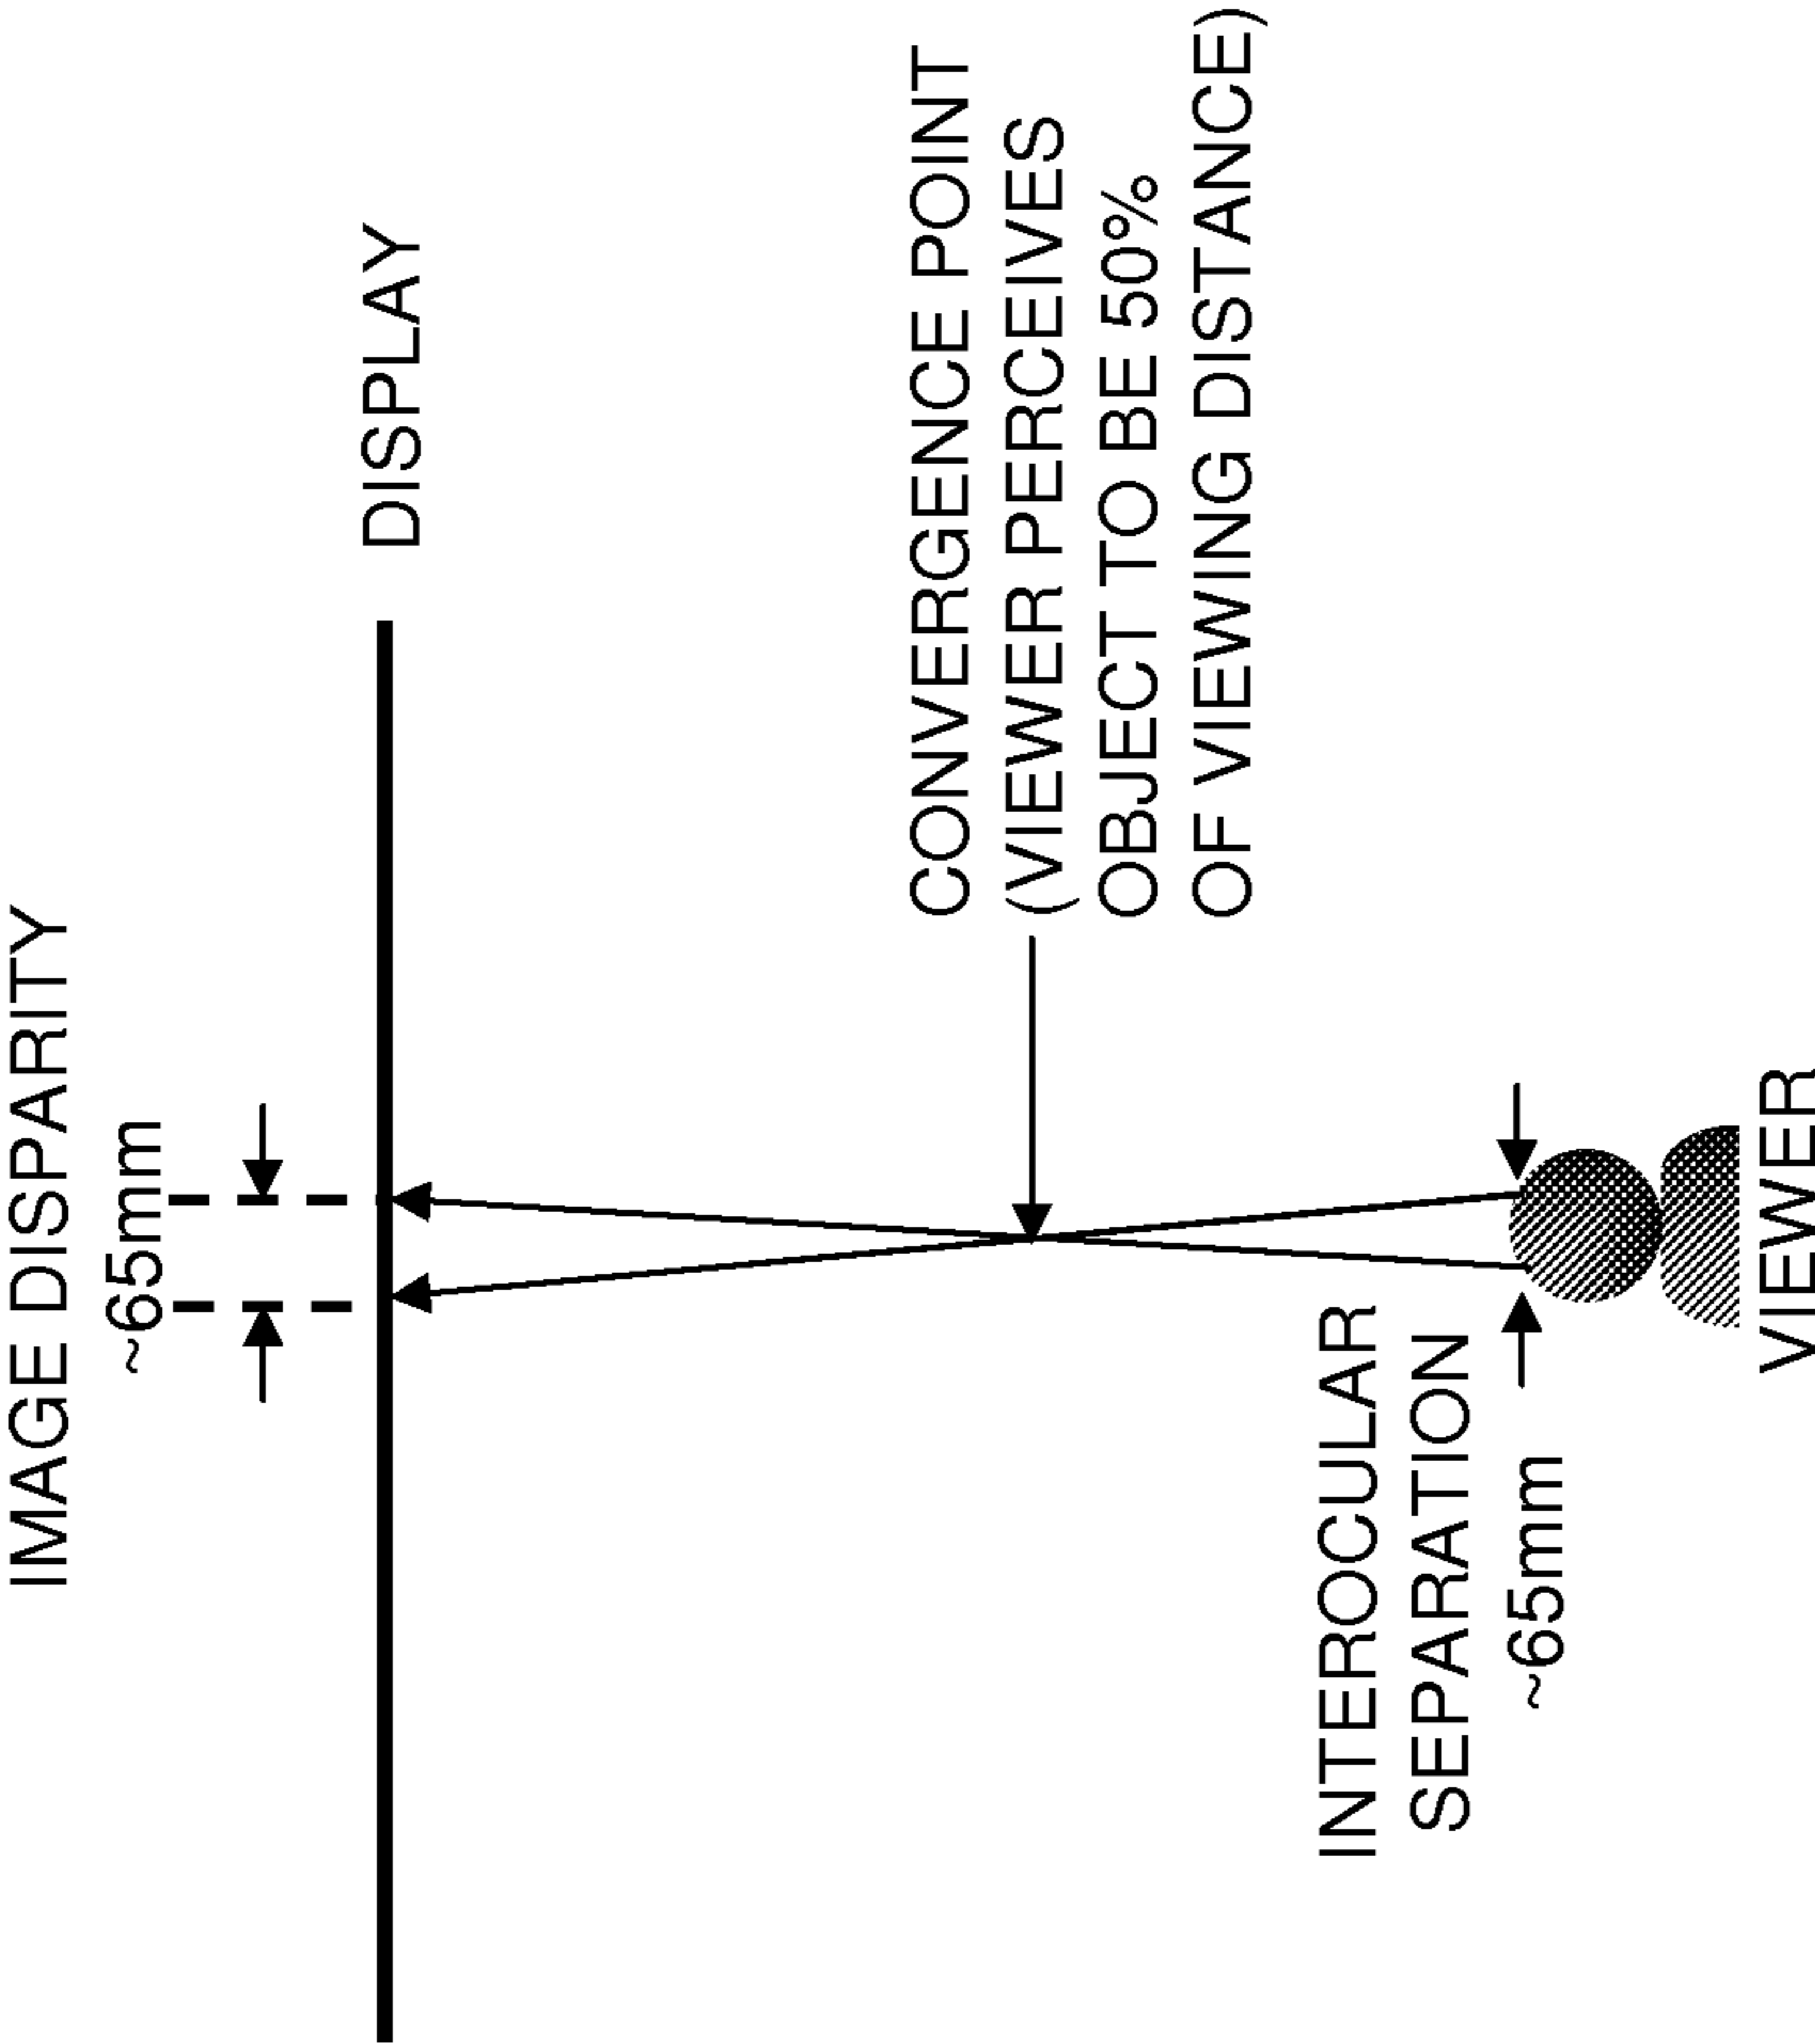 IMAGE DISPARITY
~65mm
DISPLAY
CONVERGENCE POINT
(VIEWER PERCEIVES
OBJECT TO BE 50%
OF VIEWING DISTANCE)
INTEROCULAR
SEPARATION
~65mm
VIEWER